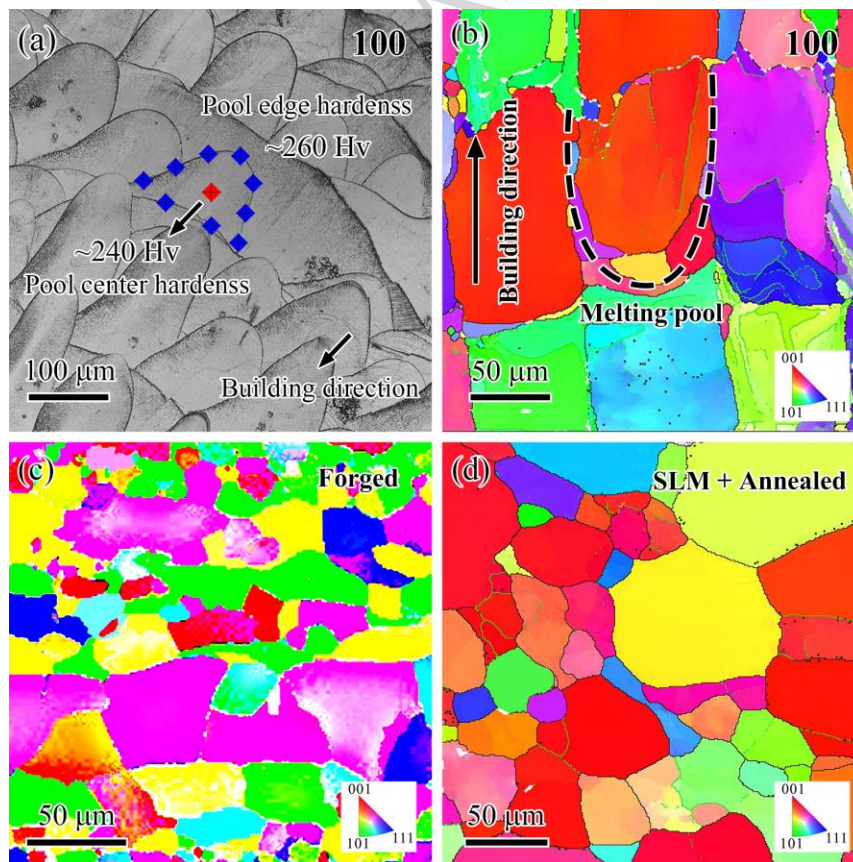 (a)
100
Pool edge hardenss
~260 Hv
~240 Hv
Pool center hardenss
Building direction
100 μm
(b)
100
Building direction
Melting pool
50 μm
001
101
111
(c)
Forged
50 μm
001
101
111
(d)
SLM + Annealed
50 μm
001
101
111